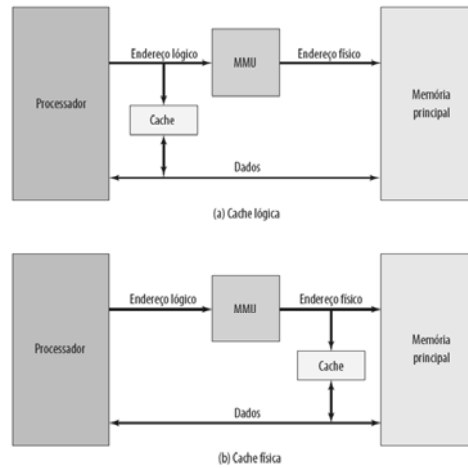 Endereço lógico
MMU
Endereço físico
Processador
Cache
Memória
principal
Dados
(a) Cache lógica
Endereço lógico
MMU
Endereço físico
Processador
Cache
Memória
principal
Dados
(b) Cache física